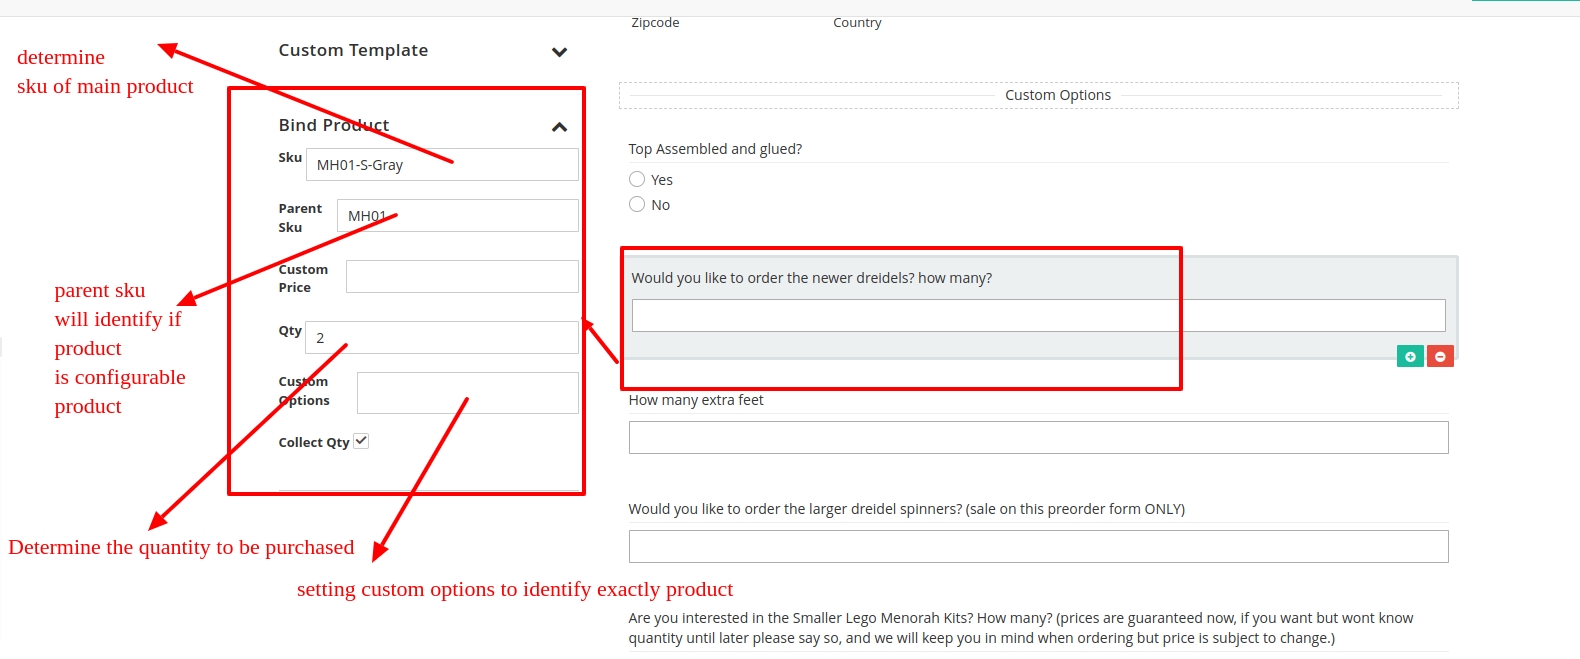 Zipcode
Country
Custom Template
determine
sku of main product
Custom Options
Bind Product
Sku
MH01-S-Gray
Parent
Sku
MH01
Custom
Price
Qty
2
Custom
Options
Collect Qty
parent sku
will identify if
product
is configurable
product
Determine the quantity to be purchased
setting custom options to identify exactly product
Top Assembled and glued?
Yes
No
Would you like to order the newer dreidels? how many?
How many extra feet
Would you like to order the larger dreidel spinners? (sale on this preorder form ONLY)
Are you interested in the Smaller Lego Menorah Kits? How many? (prices are guaranteed now, if you want but wont know
quantity until later please say so, and we will keep you in mind when ordering but price is subject to change.)